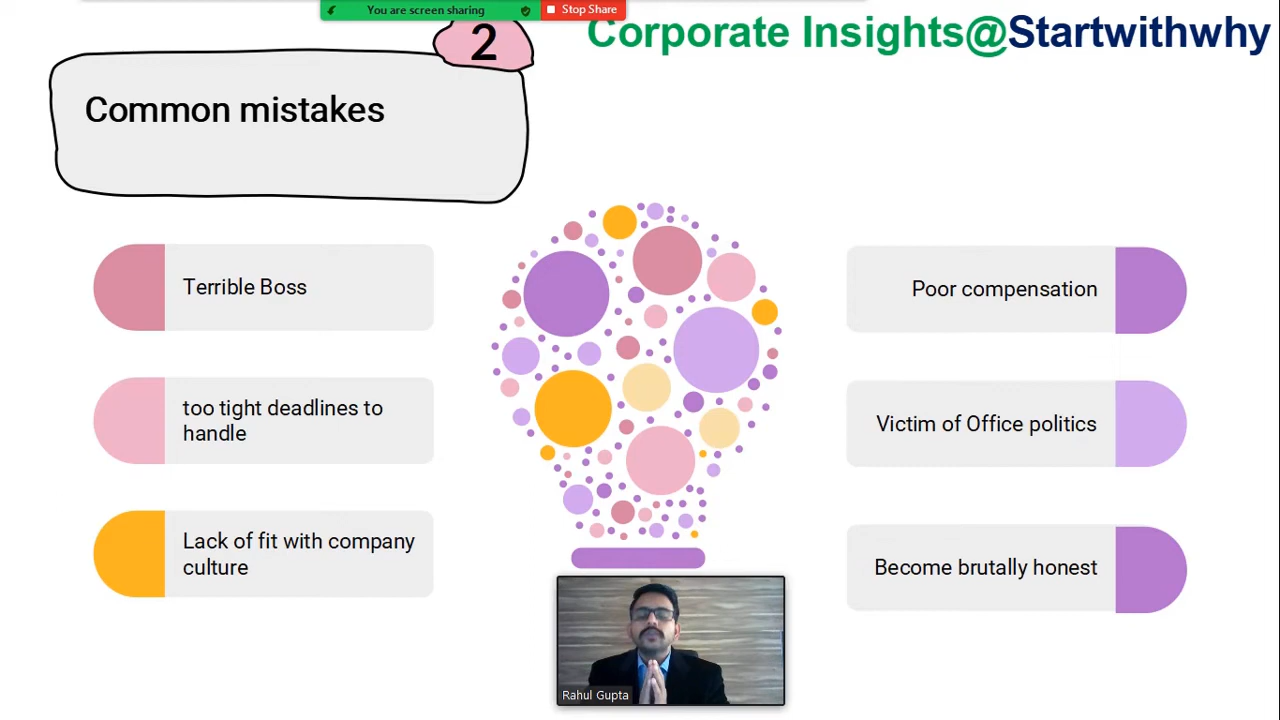 You are screen sharing
Stop Share
2
Corporate Insights@Startwithwhy
Common mistakes
Terrible Boss
too tight deadlines to
handle
Lack of fit with company
culture
Poor compensation
Victim of Office politics
Become brutally honest
Rahul Gupta